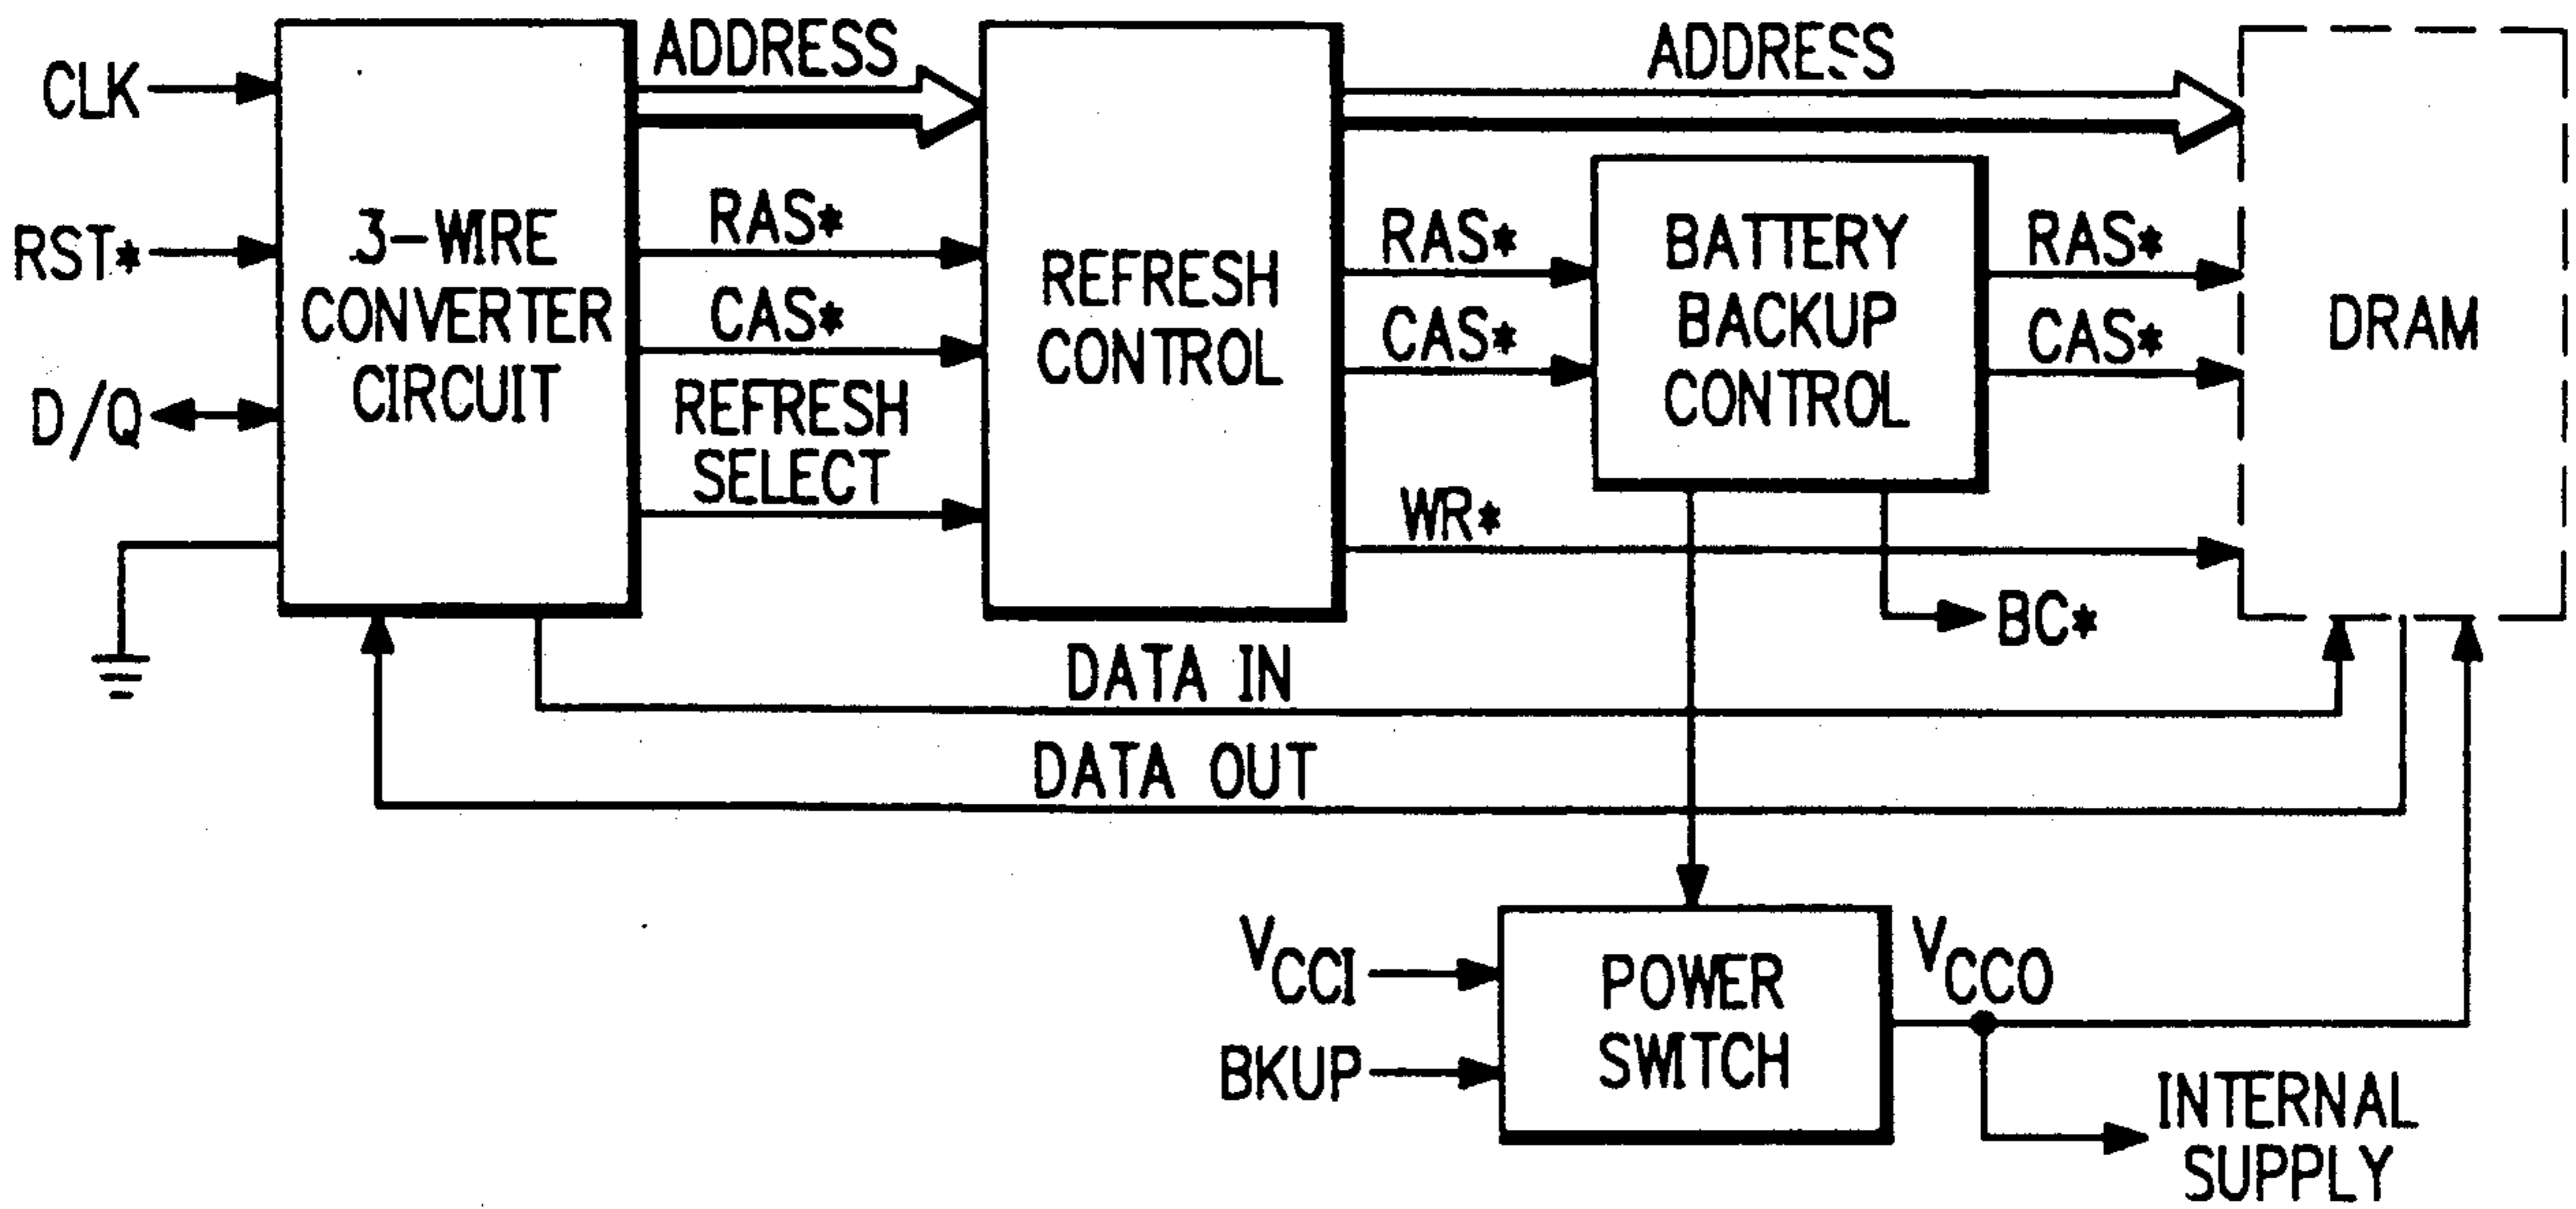 CLK
RST*
D/Q
3-WIRE
CONVERTER
CIRCUIT
ADDRESS
RAS*
CAS*
REFRESH
SELECT
REFRESH
CONTROL
ADDRESS
RAS*
CAS*
WR*
BATTERY
BACKUP
CONTROL
RAS*
CAS*
DRAM
BC*
DATA IN
DATA OUT
VCCI
BKUP
POWER
SWITCH
VCCO
INTERNAL
SUPPLY